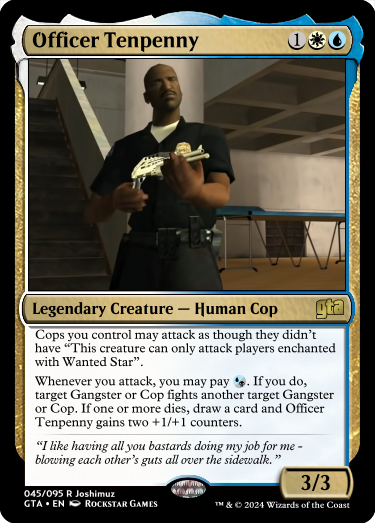 Officer Tenpenny 1
Legendary Creature — Human Cop gta
Cops you control may attack as though they didn’t
have “This creature can only attack players enchanted
with Wanted Star”.
Whenever you attack, you may pay . If you do,
target Gangster or Cop fights another target Gangster
or Cop. If one or more dies, draw a card and Officer
Tenpenny gains two +1/+1 counters.
“I like having all you bastards doing my job for me -
blowing each other’s guts all over the sidewalk.”
3/3
045/095 R Joshimuz
GTA • EN ROCKSTAR GAMES
™ & © 2024 Wizards of the Coast